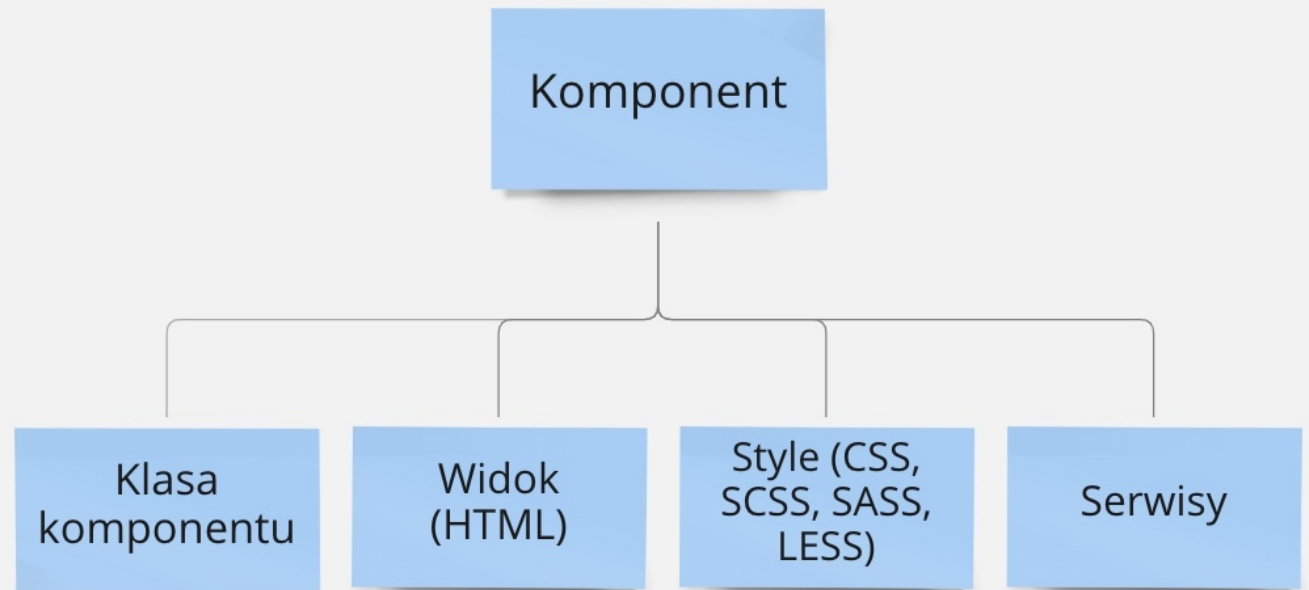 Komponent
Klasa
komponentu
Widok
(HTML)
Style (CSS,
SCSS, SASS,
LESS)
Serwisy